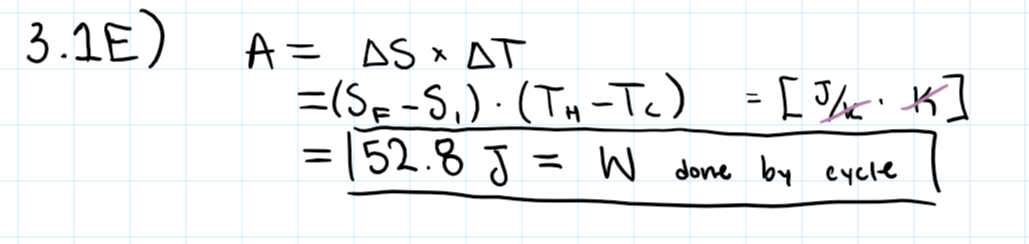 3.1E) A = ΔS × ΔT
=(S_F - S_1) · (T_H - T_C) = [J/K · K]
= 52.8 J = W done by cycle